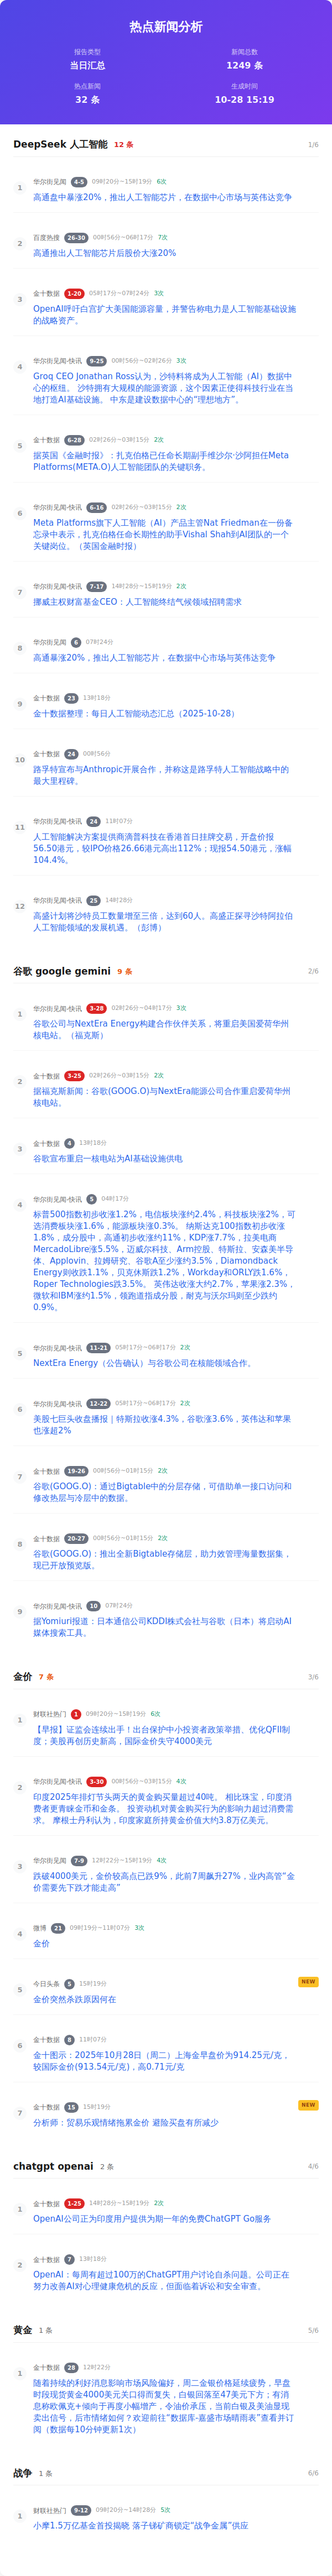 热点新闻分析
报告类型
当日汇总
新闻总数
1249 条
热点新闻
32 条
生成时间
10-28 15:19
DeepSeek 人工智能 12 条 1/6
1 华尔街见闻 4-5 09时20分~15时19分 6次
高通盘中暴涨20%，推出人工智能芯片，在数据中心市场与英伟达竞争
2 百度热搜 26-30 00时56分~06时17分 7次
高通推出人工智能芯片后股价大涨20%
3 金十数据 1-20 05时17分~07时24分 3次
OpenAI呼吁白宫扩大美国能源容量，并警告称电力是人工智能基础设施
的战略资产。
4 华尔街见闻-快讯 9-25 00时56分~02时26分 3次
Groq CEO Jonathan Ross认为，沙特料将成为人工智能（AI）数据中
心的枢纽。 沙特拥有大规模的能源资源，这个因素正使得科技行业在当
地打造AI基础设施。 中东是建设数据中心的“理想地方”。
5 金十数据 6-28 02时26分~03时15分 2次
据英国《金融时报》：扎克伯格已任命长期副手维沙尔·沙阿担任Meta
Platforms(META.O)人工智能团队的关键职务。
6 华尔街见闻-快讯 6-16 02时26分~03时15分 2次
Meta Platforms旗下人工智能（AI）产品主管Nat Friedman在一份备
忘录中表示，扎克伯格任命长期性的助手Vishal Shah到AI团队的一个
关键岗位。（英国金融时报）
7 华尔街见闻-快讯 7-17 14时28分~15时19分 2次
挪威主权财富基金CEO：人工智能终结气候领域招聘需求
8 华尔街见闻 6 07时24分
高通暴涨20%，推出人工智能芯片，在数据中心市场与英伟达竞争
9 金十数据 23 13时18分
金十数据整理：每日人工智能动态汇总（2025-10-28）
10 金十数据 24 00时56分
路孚特宣布与Anthropic开展合作，并称这是路孚特人工智能战略中的
最大里程碑。
11 华尔街见闻-快讯 24 11时07分
人工智能解决方案提供商滴普科技在香港首日挂牌交易，开盘价报
56.50港元，较IPO价格26.66港元高出112%；现报54.50港元，涨幅
104.4%。
12 华尔街见闻-快讯 25 14时28分
高盛计划将沙特员工数量增至三倍，达到60人。高盛正探寻沙特阿拉伯
人工智能领域的发展机遇。（彭博）
谷歌 google gemini 9 条 2/6
1 华尔街见闻-快讯 3-28 02时26分~04时17分 3次
谷歌公司与NextEra Energy构建合作伙伴关系，将重启美国爱荷华州
核电站。（福克斯）
2 金十数据 3-25 02时26分~03时15分 2次
据福克斯新闻：谷歌(GOOG.O)与NextEra能源公司合作重启爱荷华州
核电站。
3 金十数据 4 13时18分
谷歌宣布重启一核电站为AI基础设施供电
4 华尔街见闻-快讯 5 04时17分
标普500指数初步收涨1.2%，电信板块涨约2.4%，科技板块涨2%，可
选消费板块涨1.6%，能源板块涨0.3%。 纳斯达克100指数初步收涨
1.8%，成分股中，高通初步收涨约11%，KDP涨7.7%，拉美电商
MercadoLibre涨5.5%，迈威尔科技、Arm控股、特斯拉、安森美半导
体、Applovin、拉姆研究、谷歌A至少涨约3.5%，Diamondback
Energy则收跌1.1%，贝克休斯跌1.2%，Workday和ORLY跌1.6%，
Roper Technologies跌3.5%。 英伟达收涨大约2.7%，苹果涨2.3%，
微软和IBM涨约1.5%，领跑道指成分股，耐克与沃尔玛则至少跌约
0.9%。
5 华尔街见闻-快讯 11-21 05时17分~06时17分 2次
NextEra Energy（公告确认）与谷歌公司在核能领域合作。
6 华尔街见闻-快讯 12-22 05时17分~06时17分 2次
美股七巨头收盘播报｜特斯拉收涨4.3%，谷歌涨3.6%，英伟达和苹果
也涨超2%
7 金十数据 19-26 00时56分~01时15分 2次
谷歌(GOOG.O)：通过Bigtable中的分层存储，可借助单一接口访问和
修改热层与冷层中的数据。
8 金十数据 20-27 00时56分~01时15分 2次
谷歌(GOOG.O)：推出全新Bigtable存储层，助力效管理海量数据集，
现已开放预览版。
9 华尔街见闻-快讯 10 07时24分
据Yomiuri报道：日本通信公司KDDI株式会社与谷歌（日本）将启动AI
媒体搜索工具。
金价 7 条 3/6
1 财联社热门 1 09时20分~15时19分 6次
【早报】证监会连续出手！出台保护中小投资者政策举措、优化QFII制
度；美股再创历史新高，国际金价失守4000美元
2 华尔街见闻-快讯 3-30 00时56分~03时15分 4次
印度2025年排灯节头两天的黄金购买量超过40吨。 相比珠宝，印度消
费者更青睐金币和金条。 投资动机对黄金购买行为的影响力超过消费需
求。 摩根士丹利认为，印度家庭所持黄金价值大约3.8万亿美元。
3 华尔街见闻 7-9 12时22分~15时19分 4次
跌破4000美元，金价较高点已跌9%，此前7周飙升27%，业内高管“金
价需要先下跌才能走高”
4 微博 21 09时19分~11时07分 3次
金价
5 今日头条 5 15时19分 NEW
金价突然杀跌原因何在
6 金十数据 8 11时07分
金十图示：2025年10月28日（周二）上海金早盘价为914.25元/克，
较国际金价(913.54元/克)，高0.71元/克
7 金十数据 15 15时19分 NEW
分析师：贸易乐观情绪拖累金价 避险买盘有所减少
chatgpt openai 2 条 4/6
1 金十数据 1-25 14时28分~15时19分 2次
OpenAI公司正为印度用户提供为期一年的免费ChatGPT Go服务
2 金十数据 7 13时18分
OpenAI：每周有超过100万的ChatGPT用户讨论自杀问题。公司正在
努力改善AI对心理健康危机的反应，但面临着诉讼和安全审查。
黄金 1 条 5/6
1 金十数据 28 12时22分
随着持续的利好消息影响市场风险偏好，周二金银价格延续疲势，早盘
时段现货黄金4000美元关口得而复失，白银回落至47美元下方；有消
息称欧佩克+倾向于再度小幅增产，令油价承压，当前白银及美油显现
卖出信号，后市情绪如何？欢迎前往“数据库-嘉盛市场晴雨表”查看并订
阅（数据每10分钟更新1次）
战争 1 条 6/6
1 财联社热门 9-12 09时20分~14时28分 5次
小摩1.5万亿基金首投揭晓 落子锑矿商锁定“战争金属”供应